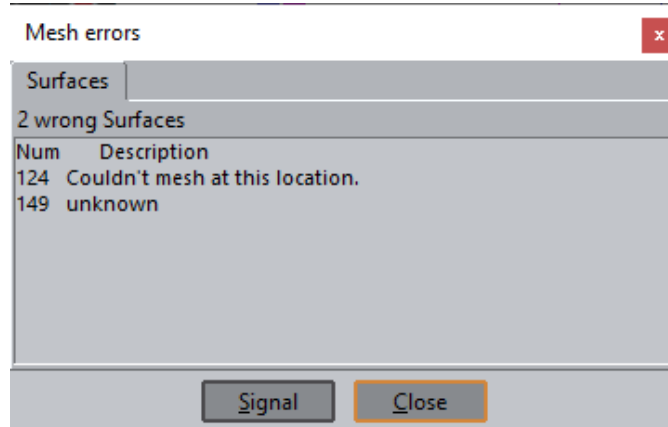 Mesh errors
x
Surfaces
2 wrong Surfaces
Num Description
124 Couldn't mesh at this location.
149 unknown
Signal Close